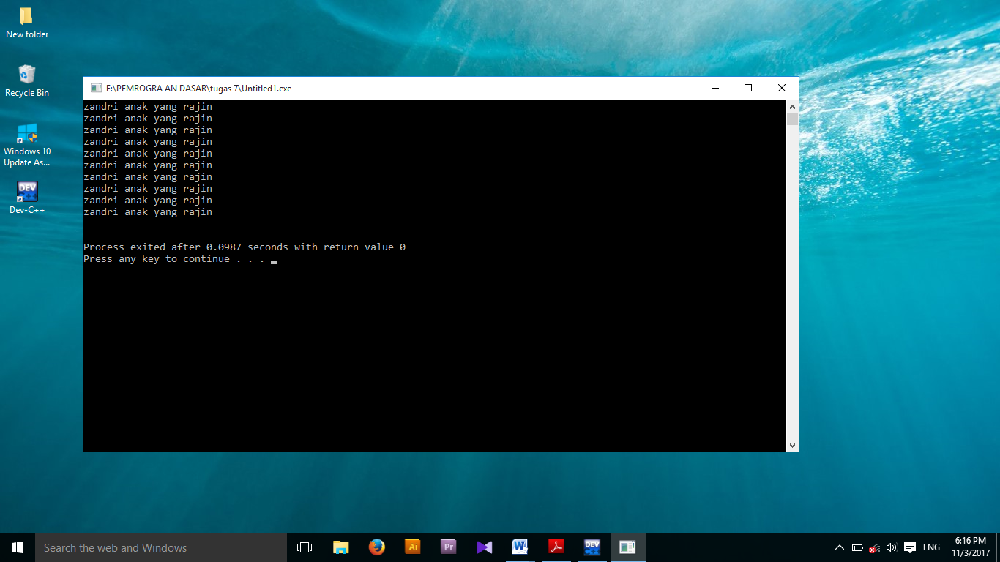 New folder
Recycle Bin
Windows 10
Update As...
DEV
Dev-C++
E:\PEMROGRA AN DASAR\tugas 7\Untitled1.exe
zandri anak yang rajin
zandri anak yang rajin
zandri anak yang rajin
zandri anak yang rajin
zandri anak yang rajin
zandri anak yang rajin
zandri anak yang rajin
zandri anak yang rajin
zandri anak yang rajin
zandri anak yang rajin
--------------------------------
Process exited after 0.0987 seconds with return value 0
Press any key to continue . . .
Search the web and Windows
Ai
Pr
W
DEV
ENG
6:16 PM
11/3/2017